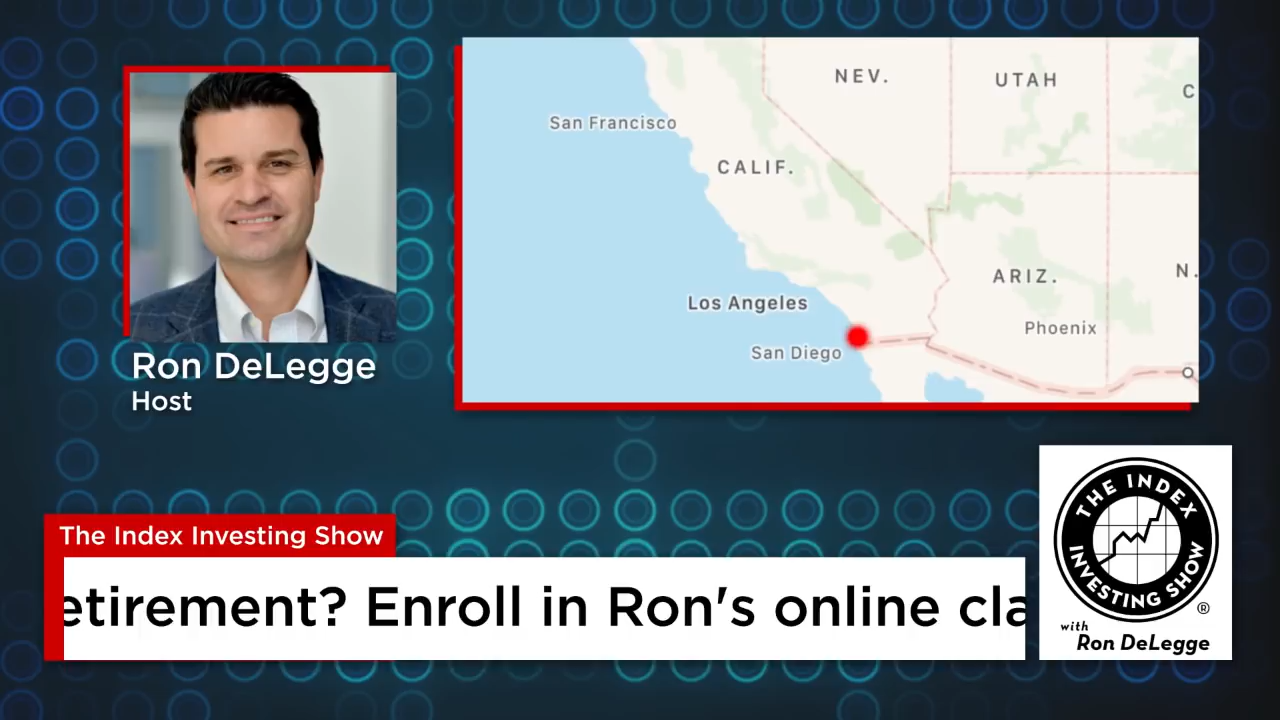 NEV.
UTAH
C
San Francisco
CALIF.
ARIZ.
N.
Los Angeles
Phoenix
San Diego
Ron DeLegge
Host
The Index Investing Show
etirement? Enroll in Ron's online cla
THE INDEX
INVESTING SHOW
®
with
Ron DeLegge